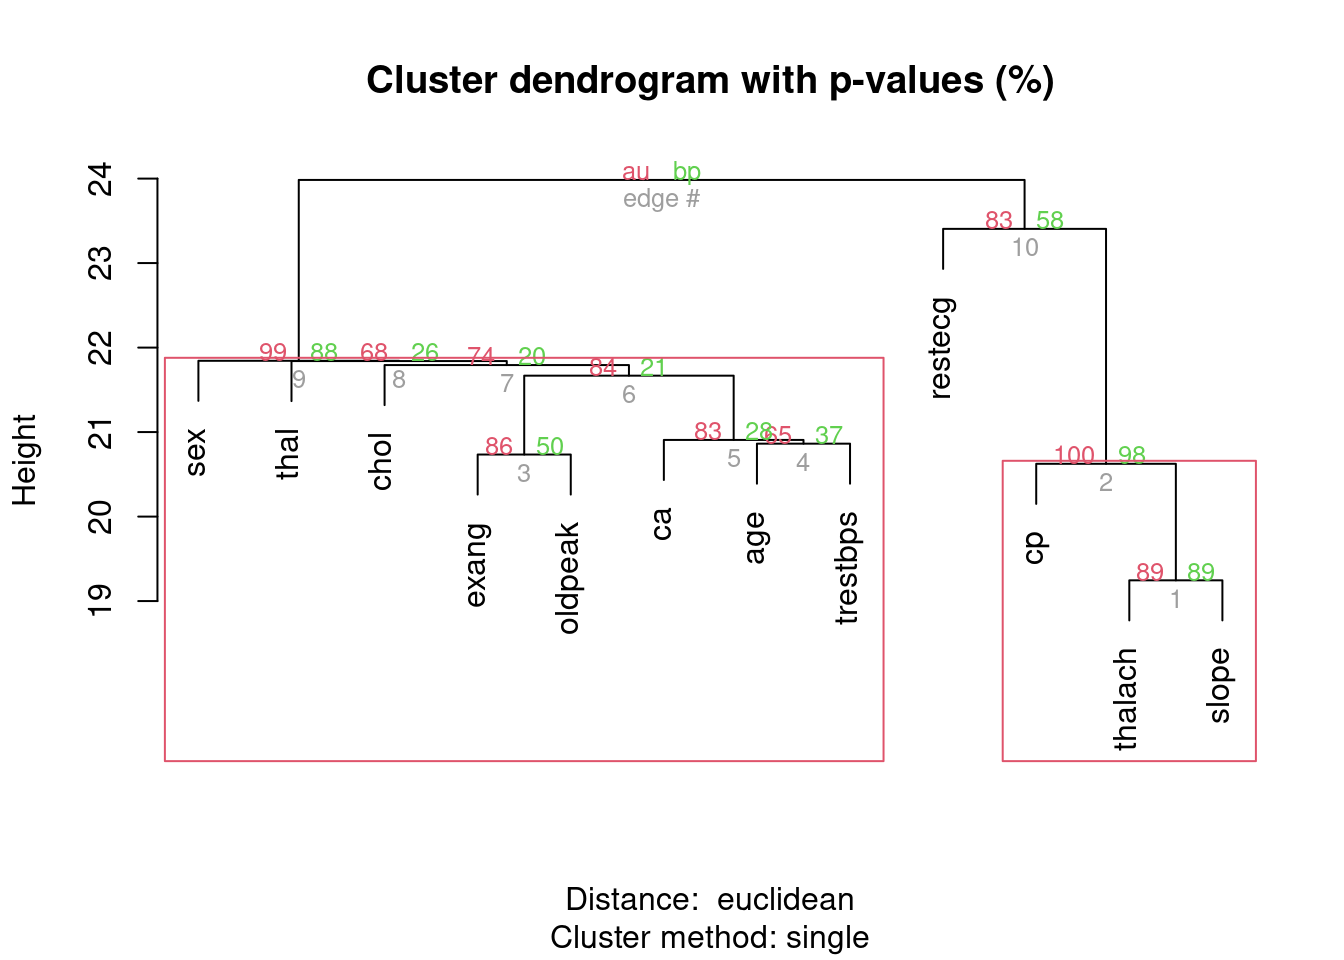 Cluster dendrogram with p-values (%)
24
23
22
21
20
19
Height
au bp
edge #
83 58
10
99 88 68 26 74 20
9 8 7
84 21
6
86 50
3
83 28 65 37
5 4
100 98
2
89 89
1
sex
thal
chol
exang
oldpeak
ca
age
trestbps
restecg
cp
thalach
slope
Distance: euclidean
Cluster method: single